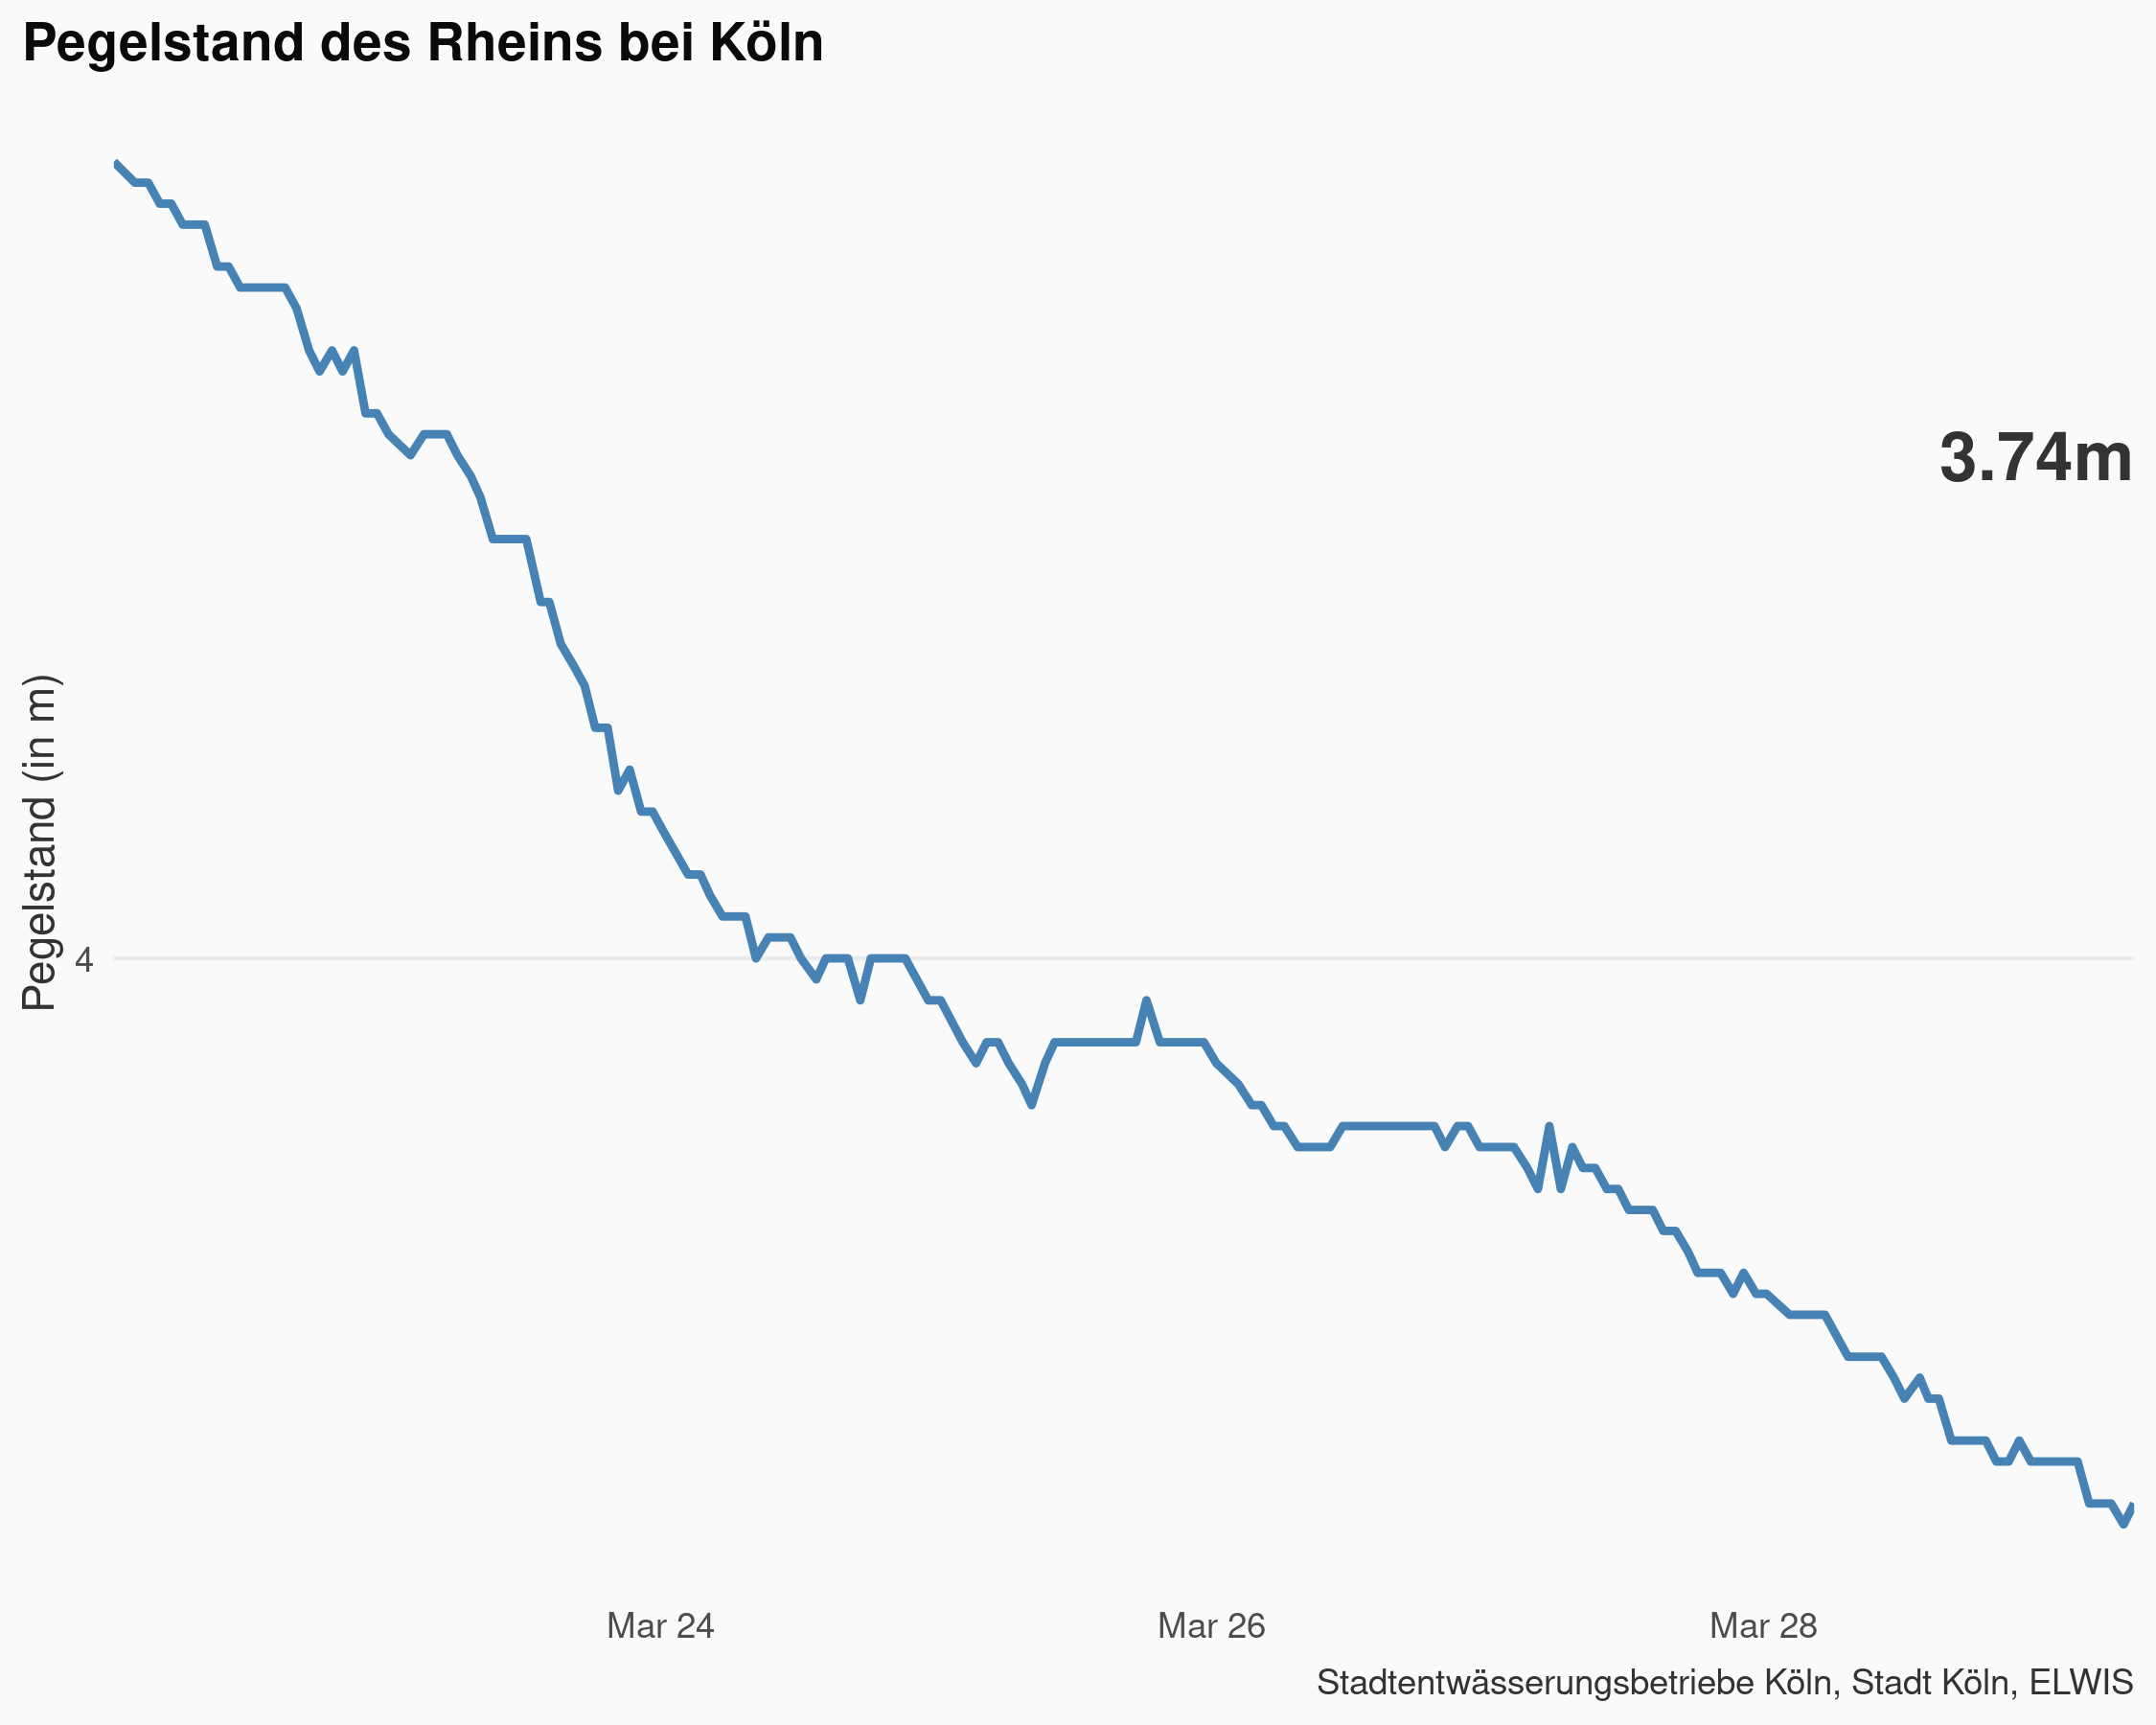 Pegelstand des Rheins bei Köln
3.74m
Pegelstand (in m)
4
Mar 24
Mar 26
Mar 28
Stadtentwässerungsbetriebe Köln, Stadt Köln, ELWIS